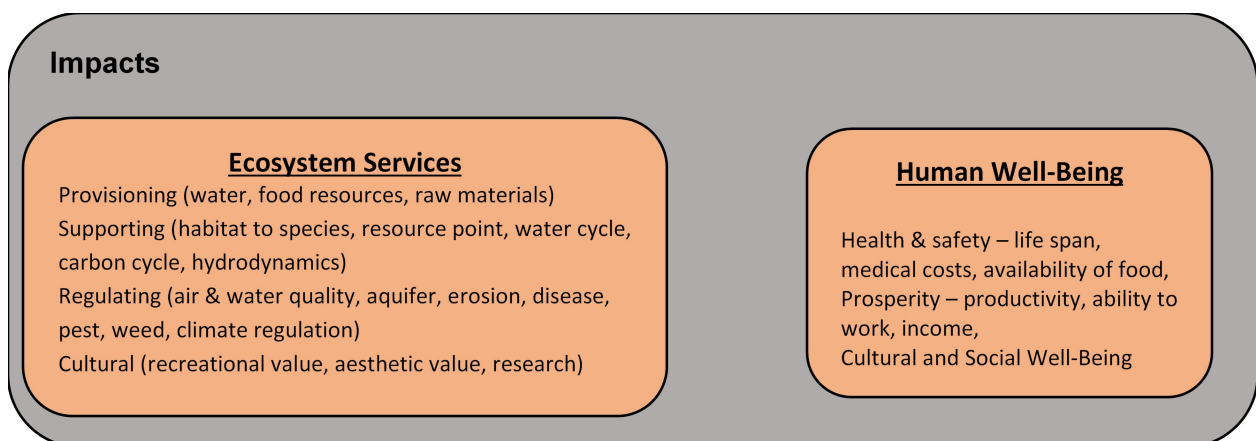 Impacts
Ecosystem Services
Provisioning (water, food resources, raw materials)
Supporting (habitat to species, resource point, water cycle,
carbon cycle, hydrodynamics)
Regulating (air & water quality, aquifer, erosion, disease,
pest, weed, climate regulation)
Cultural (recreational value, aesthetic value, research)
Human Well-Being
Health & safety – life span,
medical costs, availability of food,
Prosperity – productivity, ability to
work, income,
Cultural and Social Well-Being